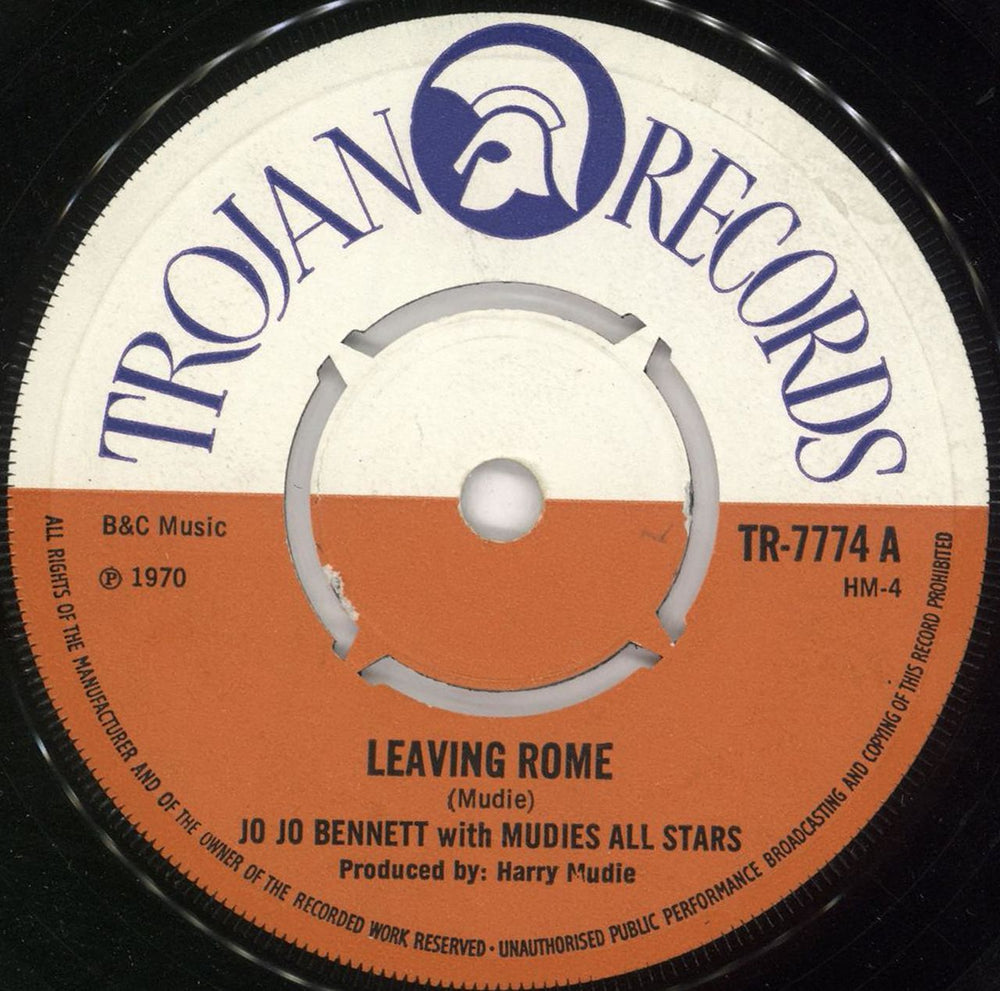 TROJAN RECORDS
B&C Music
Ⓟ 1970
TR-7774 A
HM-4
LEAVING ROME
(Mudie)
JO JO BENNETT with MUDIES ALL STARS
Produced by: Harry Mudie
ALL RIGHTS OF THE MANUFACTURER AND OF THE OWNER OF THE RECORDED WORK RESERVED · UNAUTHORISED PUBLIC PERFORMANCE BROADCASTING AND COPYING OF THIS RECORD PROHIBITED